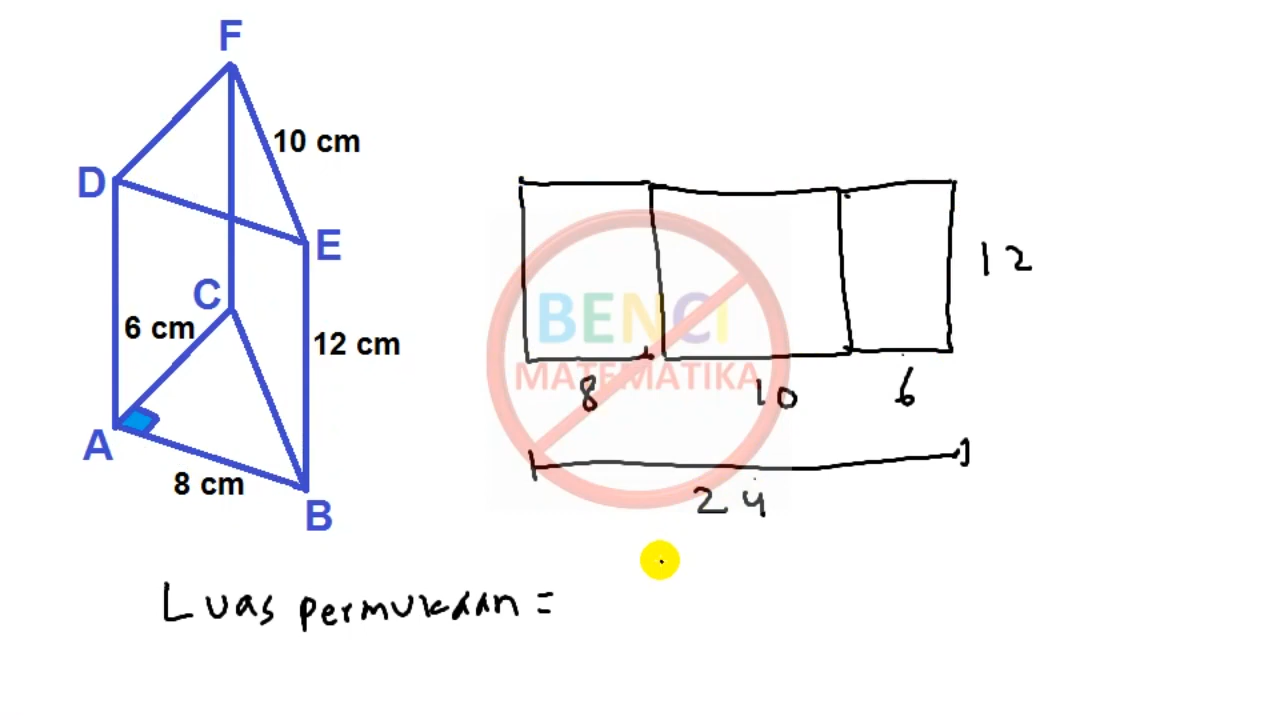 F
10 cm
D
E
C
6 cm
12 cm
A
8 cm
B
12
BENCI
MATEMATIKA
8
10
6
24
Luas permukaan =